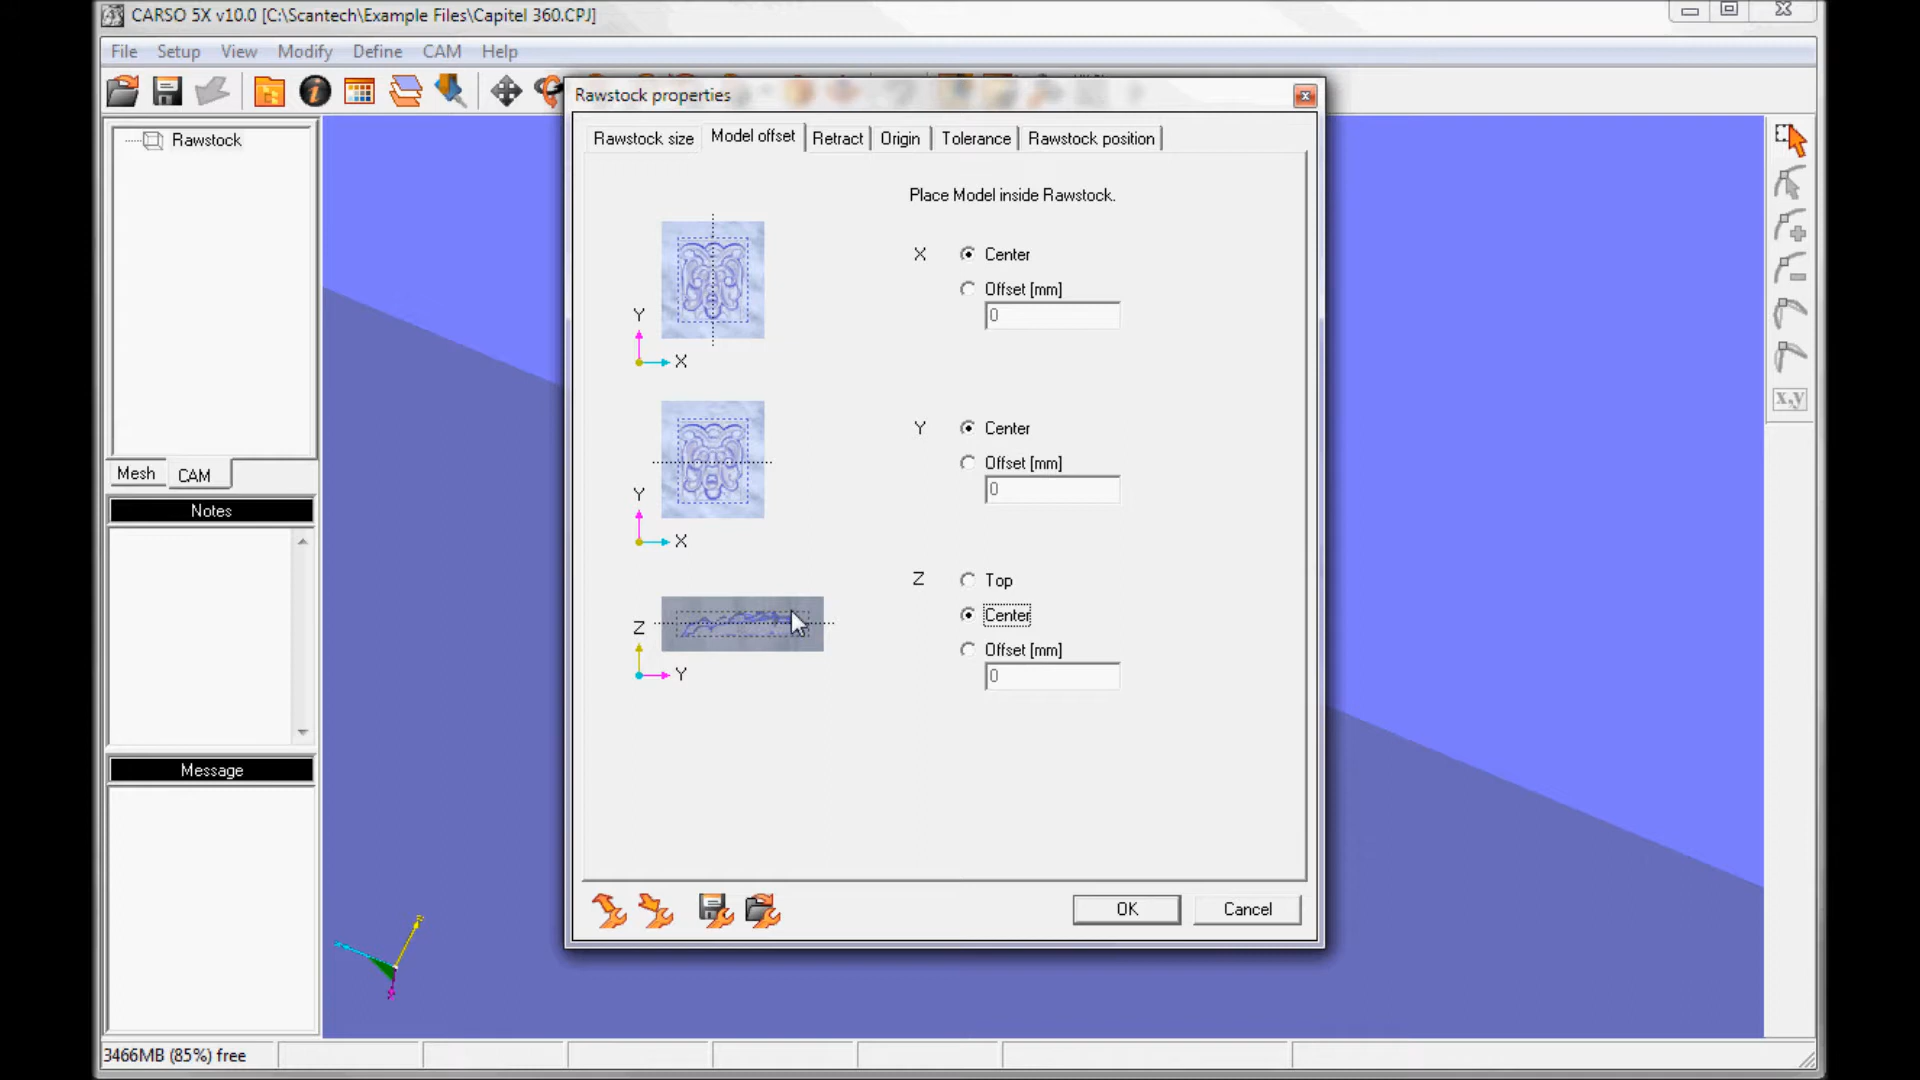 CARSO 5X v10.0 [C:\Scantech\Example Files\Capitel 360.CPJ]
File Setup View Modify Define CAM Help
Rawstock properties
Rawstock
Rawstock size Model offset Retract Origin Tolerance Rawstock position
Place Model inside Rawstock.
X Center
Offset [mm]
0
Y
X
Y Center
Offset [mm]
0
Y
X
Z Top
Center
Offset [mm]
0
Z
Y
x,y
Mesh CAM
Notes
Message
OK Cancel
3466MB (85%) free